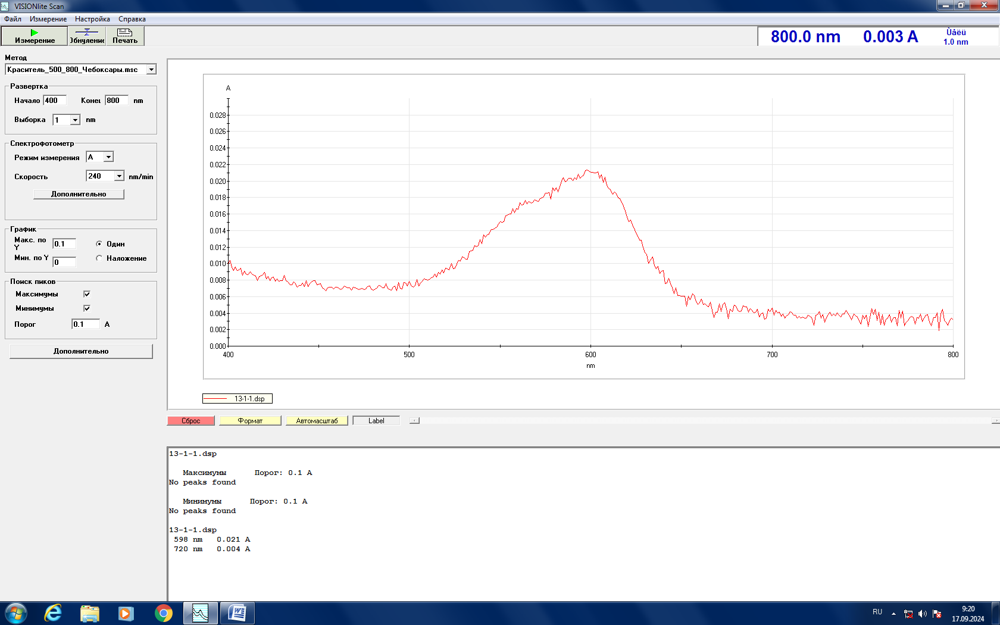 VISIONlite Scan
Файл Измерение Настройка Справка
Измерение Обнуление Печать
800.0 nm 0.003 A Ùåëü
1.0 nm
Метод
Краситель_500_800_Чебоксары.msc
Развертка
Начало 400 Конец 800 nm
Выборка 1 nm
Спектрофотометр
Режим измерения A
Скорость 240 nm/min
Дополнительно
График
Макс. по Y 0.1 Один
Мин. по Y 0 Наложение
Поиск пиков
Максимумы
Минимумы
Порог 0.1 A
Дополнительно
A
0.028
0.026
0.024
0.022
0.020
0.018
0.016
0.014
0.012
0.010
0.008
0.006
0.004
0.002
0.000
400 500 600 700 800
nm
13-1-1.dsp
Сброс Формат Автомасштаб Label
13-1-1.dsp
Максимумы Порог: 0.1 A
No peaks found
Минимумы Порог: 0.1 A
No peaks found
13-1-1.dsp
598 nm 0.021 A
720 nm 0.004 A
RU 9:20
17.09.2024